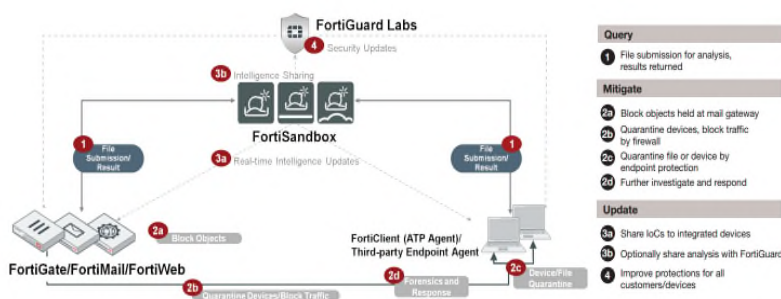 FortiGuard Labs
4
Security Updates
3b
Intelligence Sharing
FortiSandbox
1
File
Submission/
Result
1
File
Submission/
Result
3a
Real-time Intelligence Updates
2a
Block Objects
FortiGate/FortiMail/FortiWeb
FortiClient (ATP Agent)/
Third-party Endpoint Agent
2b
Quarantine Devices/Block Traffic
2d
Forensics and
Response
2c
Device/File
Quarantine
Query
1 File submission for analysis,
results returned
Mitigate
2a Block objects held at mail gateway
2b Quarantine devices, block traffic
by firewall
2c Quarantine file or device by
endpoint protection
2d Further investigate and respond
Update
3a Share IoCs to integrated devices
3b Optionally share analysis with FortiGuard
4 Improve protections for all
customers/devices